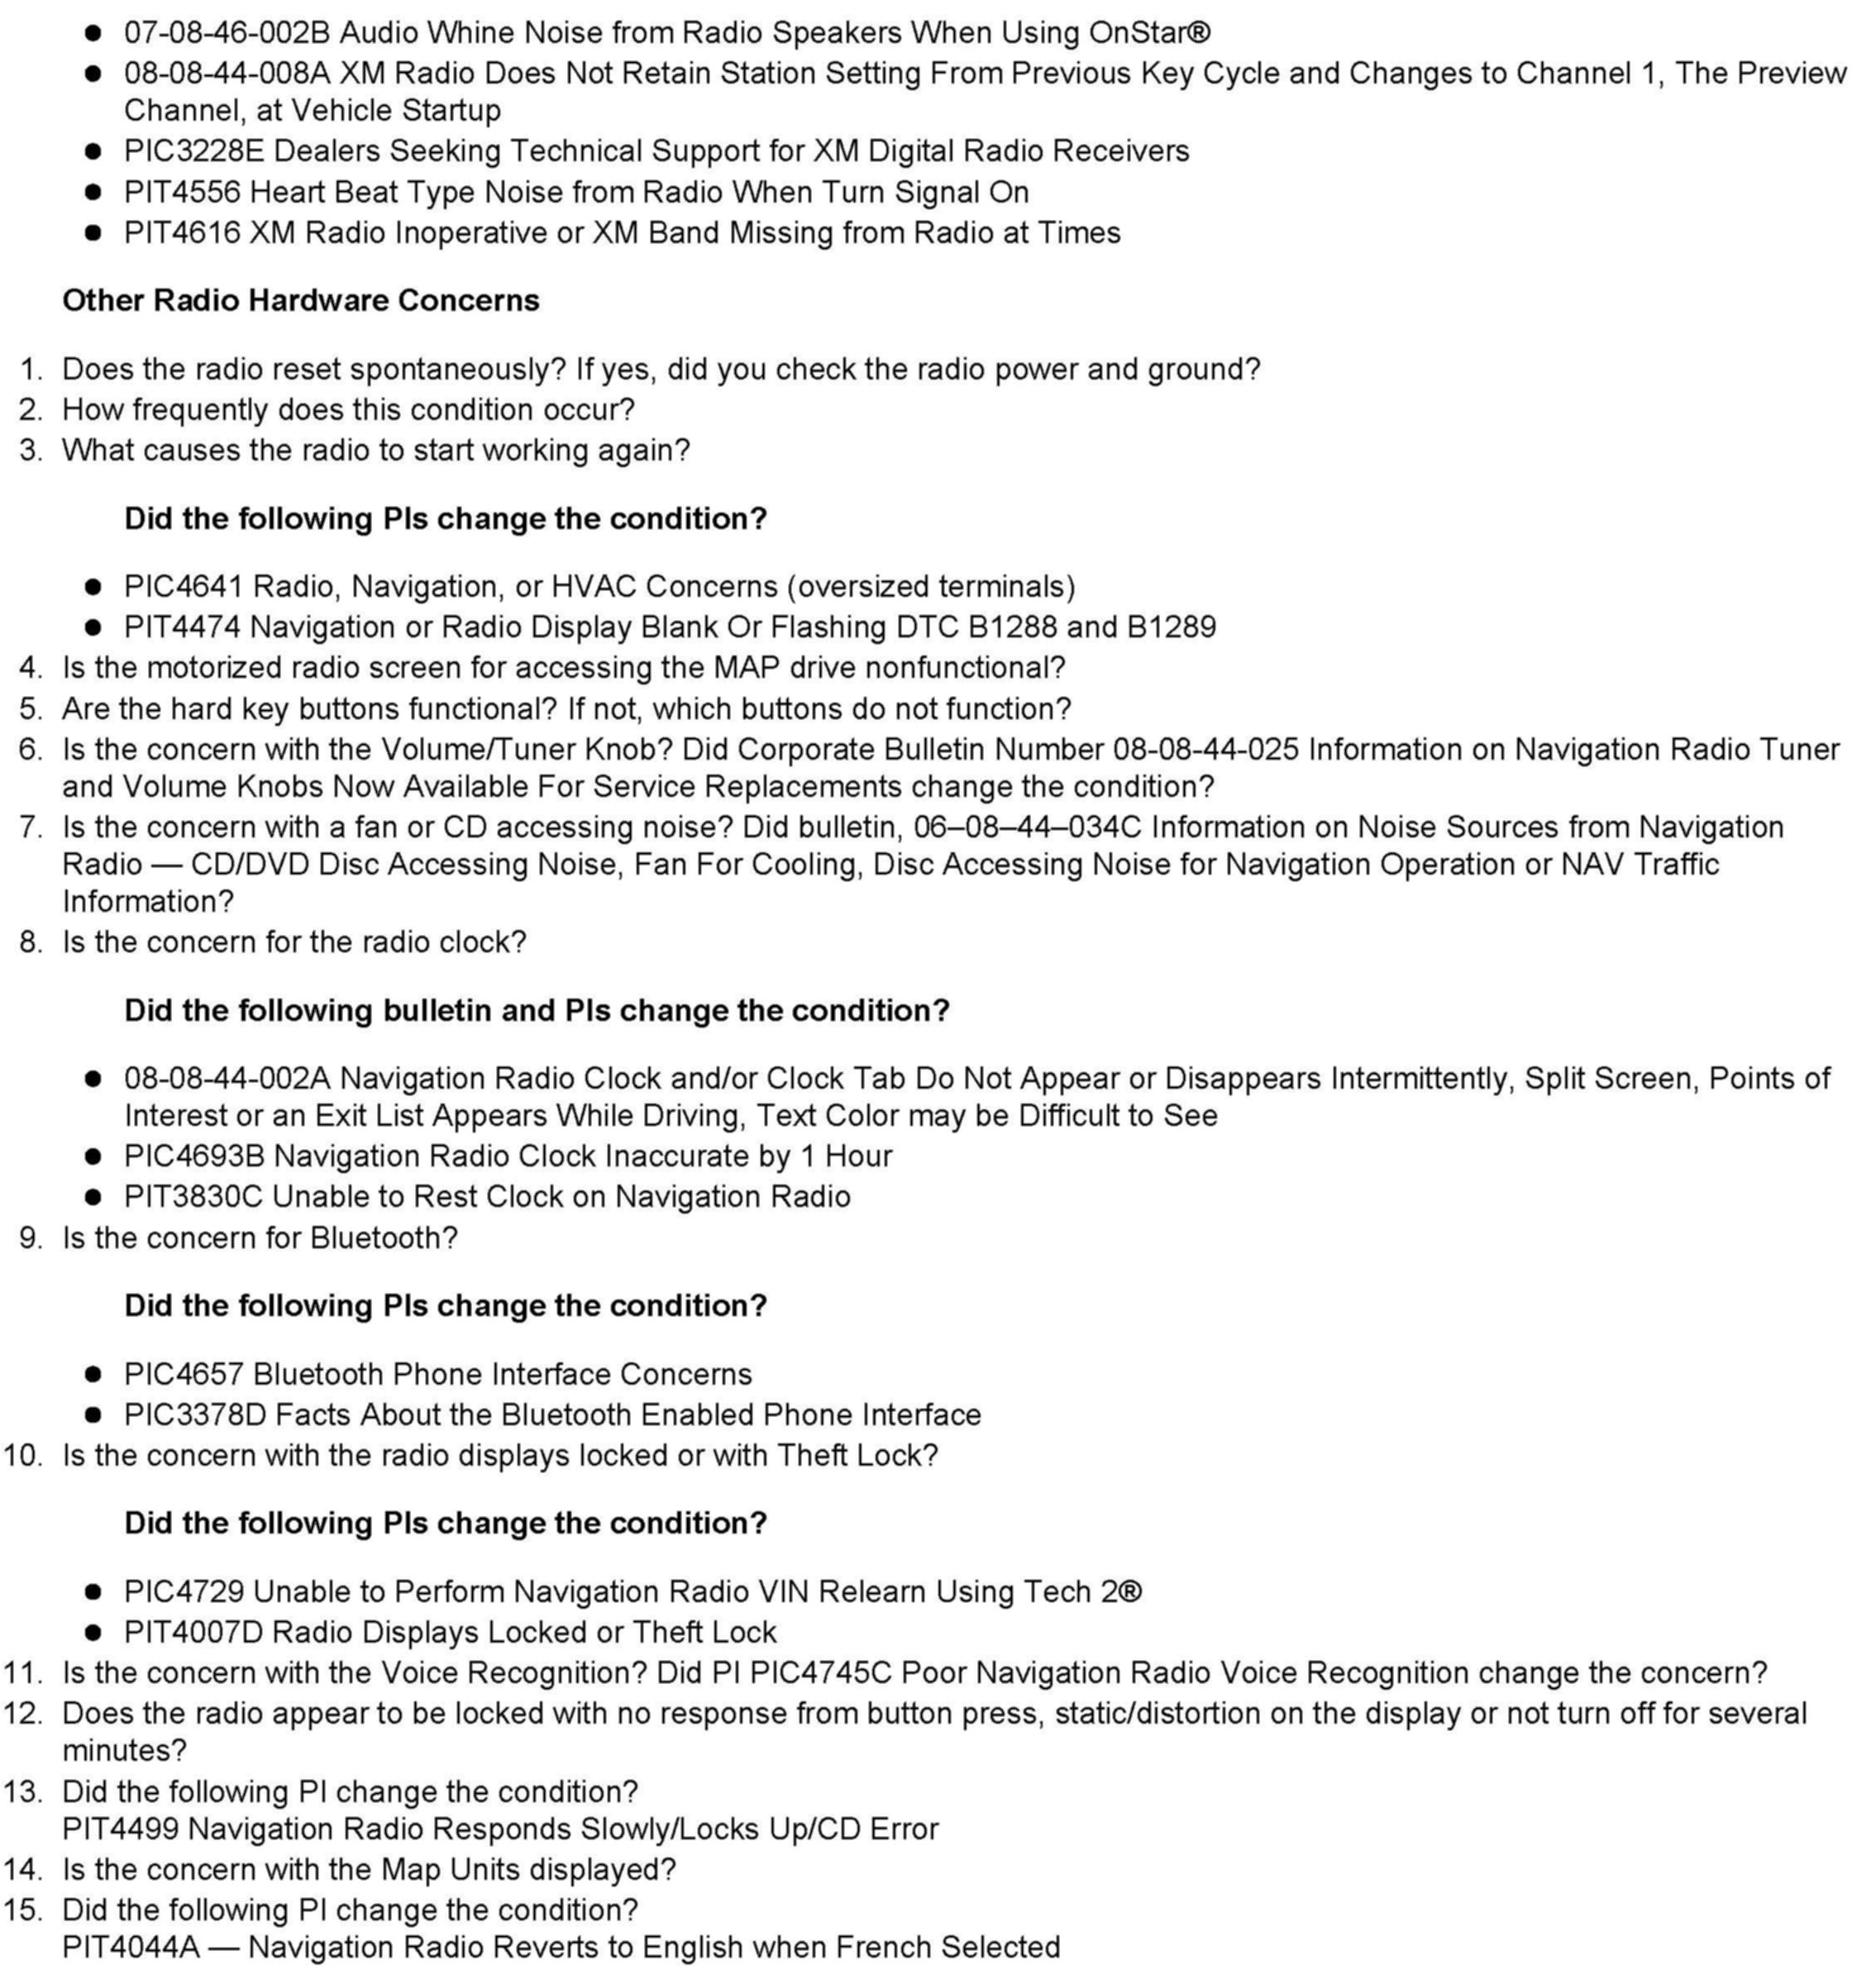 ● 07-08-46-002B Audio Whine Noise from Radio Speakers When Using OnStar®
● 08-08-44-008A XM Radio Does Not Retain Station Setting From Previous Key Cycle and Changes to Channel 1, The Preview
Channel, at Vehicle Startup
● PIC3228E Dealers Seeking Technical Support for XM Digital Radio Receivers
● PIT4556 Heart Beat Type Noise from Radio When Turn Signal On
● PIT4616 XM Radio Inoperative or XM Band Missing from Radio at Times
Other Radio Hardware Concerns
1. Does the radio reset spontaneously? If yes, did you check the radio power and ground?
2. How frequently does this condition occur?
3. What causes the radio to start working again?
Did the following PIs change the condition?
● PIC4641 Radio, Navigation, or HVAC Concerns (oversized terminals)
● PIT4474 Navigation or Radio Display Blank Or Flashing DTC B1288 and B1289
4. Is the motorized radio screen for accessing the MAP drive nonfunctional?
5. Are the hard key buttons functional? If not, which buttons do not function?
6. Is the concern with the Volume/Tuner Knob? Did Corporate Bulletin Number 08-08-44-025 Information on Navigation Radio Tuner
and Volume Knobs Now Available For Service Replacements change the condition?
7. Is the concern with a fan or CD accessing noise? Did bulletin, 06–08–44–034C Information on Noise Sources from Navigation
Radio — CD/DVD Disc Accessing Noise, Fan For Cooling, Disc Accessing Noise for Navigation Operation or NAV Traffic
Information?
8. Is the concern for the radio clock?
Did the following bulletin and PIs change the condition?
● 08-08-44-002A Navigation Radio Clock and/or Clock Tab Do Not Appear or Disappears Intermittently, Split Screen, Points of
Interest or an Exit List Appears While Driving, Text Color may be Difficult to See
● PIC4693B Navigation Radio Clock Inaccurate by 1 Hour
● PIT3830C Unable to Rest Clock on Navigation Radio
9. Is the concern for Bluetooth?
Did the following PIs change the condition?
● PIC4657 Bluetooth Phone Interface Concerns
● PIC3378D Facts About the Bluetooth Enabled Phone Interface
10. Is the concern with the radio displays locked or with Theft Lock?
Did the following PIs change the condition?
● PIC4729 Unable to Perform Navigation Radio VIN Relearn Using Tech 2®
● PIT4007D Radio Displays Locked or Theft Lock
11. Is the concern with the Voice Recognition? Did PI PIC4745C Poor Navigation Radio Voice Recognition change the concern?
12. Does the radio appear to be locked with no response from button press, static/distortion on the display or not turn off for several
minutes?
13. Did the following PI change the condition?
PIT4499 Navigation Radio Responds Slowly/Locks Up/CD Error
14. Is the concern with the Map Units displayed?
15. Did the following PI change the condition?
PIT4044A — Navigation Radio Reverts to English when French Selected